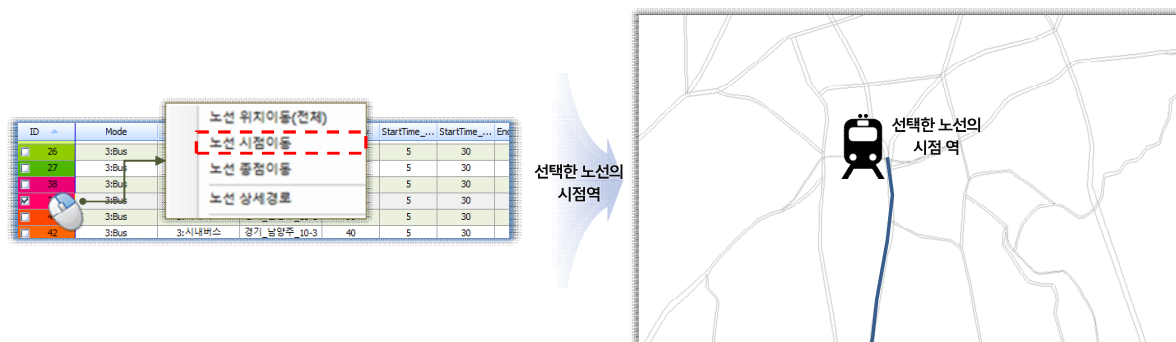 노선 위치이동(전체)
노선 시점이동
노선 종점이동
노선 상세경로
ID Mode StartTime_... StartTime_... End
26 3:Bus 5 30
27 3:Bus 5 30
38 3:Bus 5 30
3:Bus 5 30
3:Bus 5 30
42 3:Bus 3:시내버스 경기_남양주_10-3 40 5 30
선택한 노선의
시점역
선택한 노선의
시점 역